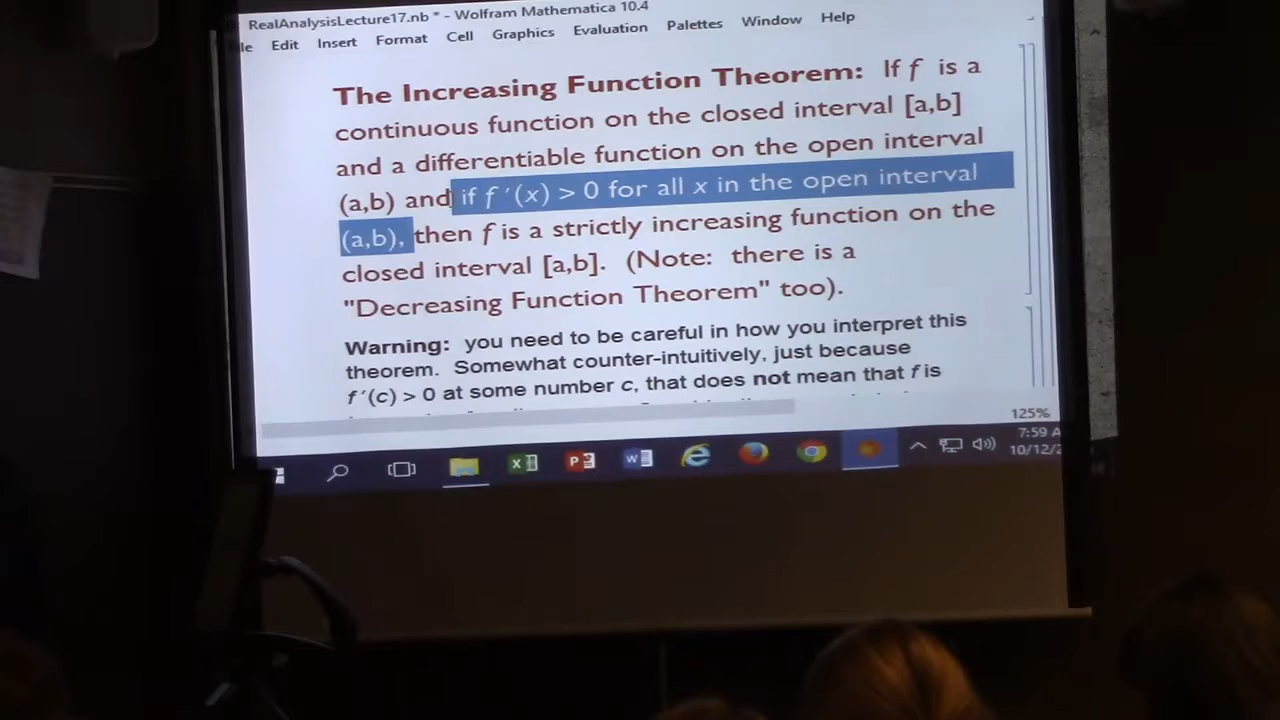 RealAnalysisLecture17.nb * - Wolfram Mathematica 10.4
le Edit Insert Format Cell Graphics Evaluation Palettes Window Help
The Increasing Function Theorem: If f is a
continuous function on the closed interval [a,b]
and a differentiable function on the open interval
(a,b) and if f ′(x) > 0 for all x in the open interval
(a,b), then f is a strictly increasing function on the
closed interval [a,b]. (Note: there is a
"Decreasing Function Theorem" too).
Warning: you need to be careful in how you interpret this
theorem. Somewhat counter-intuitively, just because
f ′(c) > 0 at some number c, that does not mean that f is
125%
7:59 A
10/12/2